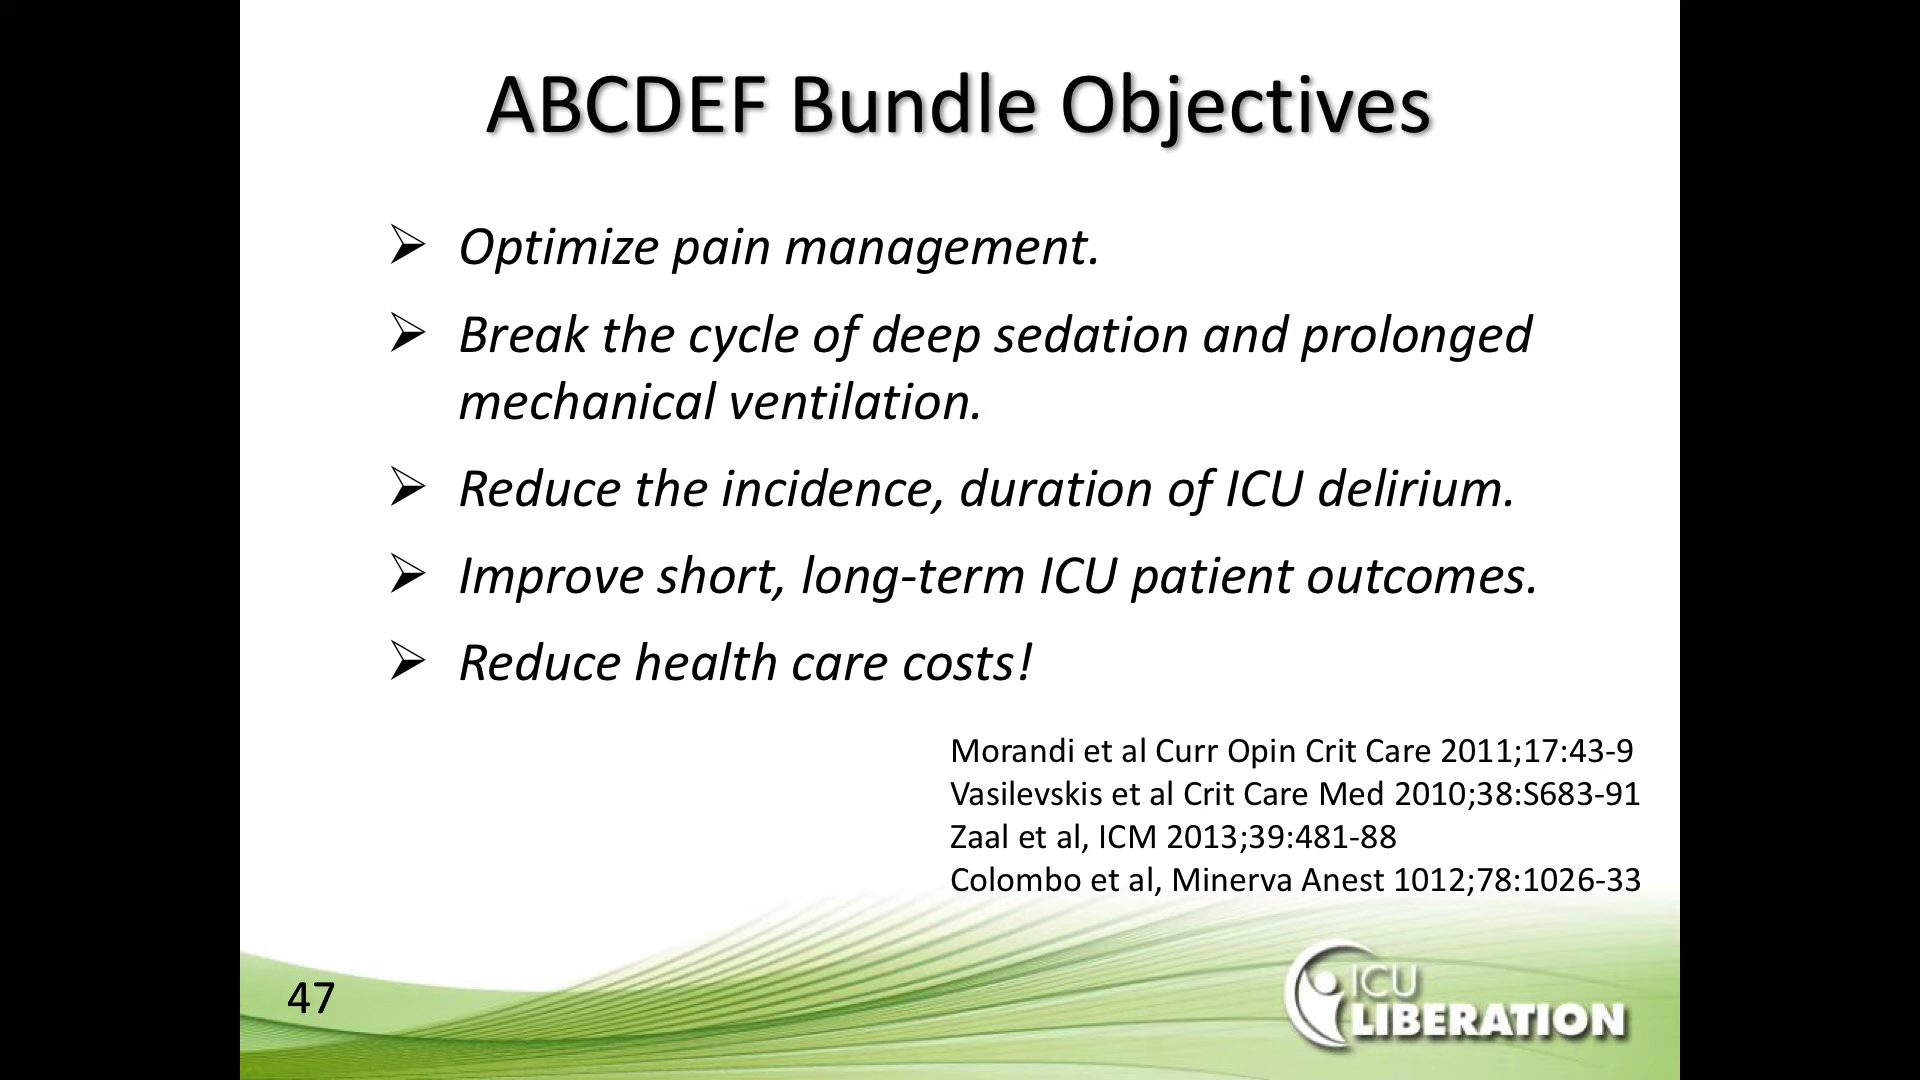 ABCDEF Bundle Objectives
➢ Optimize pain management.
➢ Break the cycle of deep sedation and prolonged
mechanical ventilation.
➢ Reduce the incidence, duration of ICU delirium.
➢ Improve short, long-term ICU patient outcomes.
➢ Reduce health care costs!
Morandi et al Curr Opin Crit Care 2011;17:43-9
Vasilevskis et al Crit Care Med 2010;38:S683-91
Zaal et al, ICM 2013;39:481-88
Colombo et al, Minerva Anest 1012;78:1026-33
47
ICU
LIBERATION